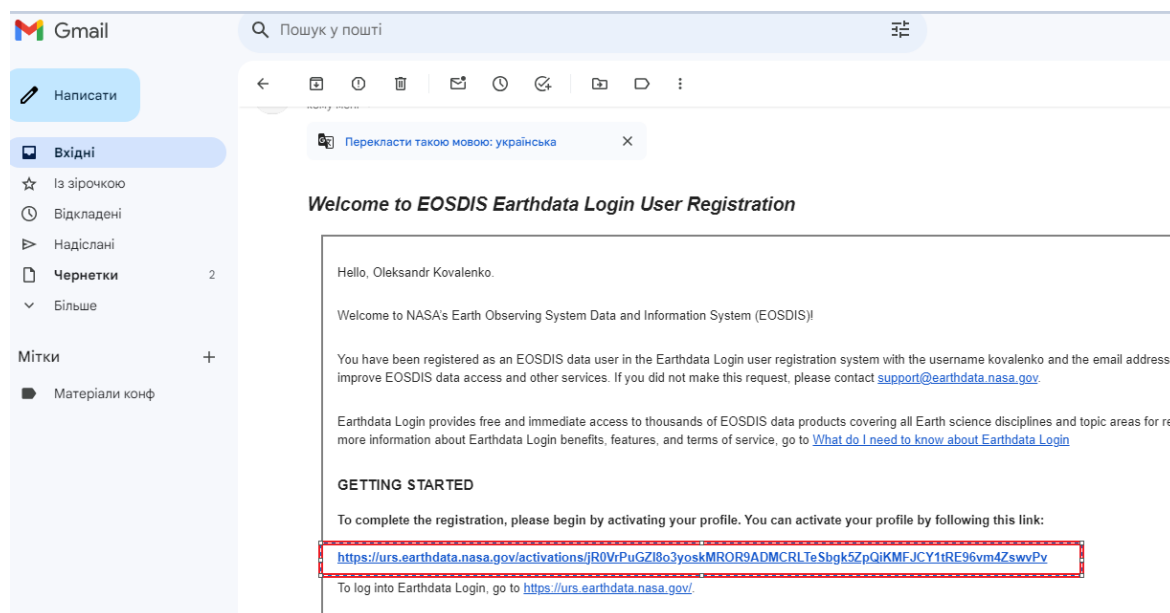 Gmail
Пошук у пошті
Написати
Вхідні
Із зірочкою
Відкладені
Надіслані
Чернетки 2
Більше
Мітки +
Матеріали конф
Перекласти такою мовою: українська
Welcome to EOSDIS Earthdata Login User Registration
Hello, Oleksandr Kovalenko.
Welcome to NASA's Earth Observing System Data and Information System (EOSDIS)!
You have been registered as an EOSDIS data user in the Earthdata Login user registration system with the username kovalenko and the email address
improve EOSDIS data access and other services. If you did not make this request, please contact support@earthdata.nasa.gov.
Earthdata Login provides free and immediate access to thousands of EOSDIS data products covering all Earth science disciplines and topic areas for re
more information about Earthdata Login benefits, features, and terms of service, go to What do I need to know about Earthdata Login
GETTING STARTED
To complete the registration, please begin by activating your profile. You can activate your profile by following this link:
https://urs.earthdata.nasa.gov/activations/jR0VrPuGZl8o3yoskMROR9ADMCRLTeSbgk5ZpQiKMFJCY1tRE96vm4ZswvPv
To log into Earthdata Login, go to https://urs.earthdata.nasa.gov/.